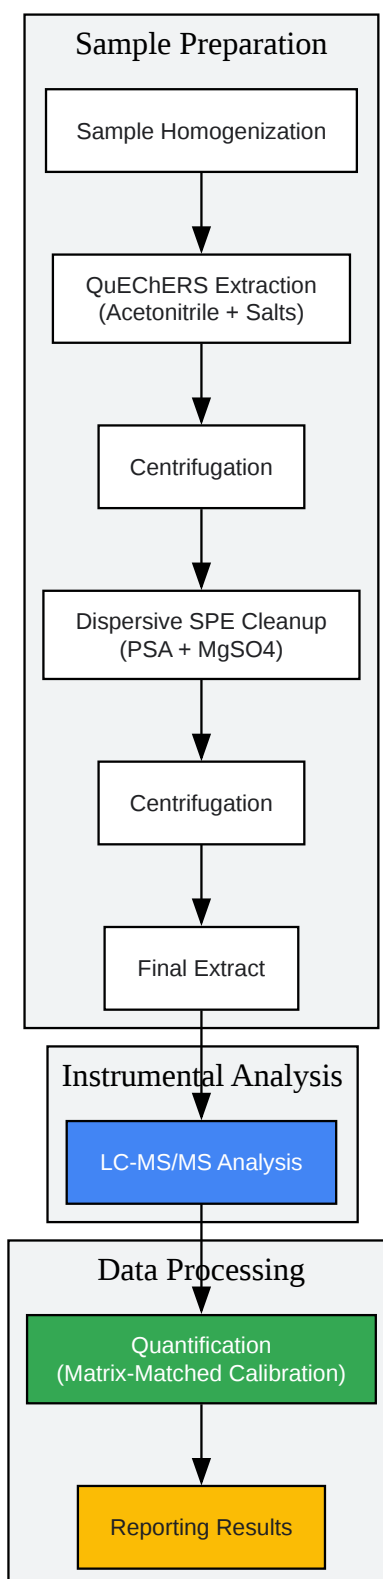 Sample Preparation
Sample Homogenization
QuEChERS Extraction
(Acetonitrile + Salts)
Centrifugation
Dispersive SPE Cleanup
(PSA + MgSO4)
Centrifugation
Final Extract
Instrumental Analysis
LC-MS/MS Analysis
Data Processing
Quantification
(Matrix-Matched Calibration)
Reporting Results